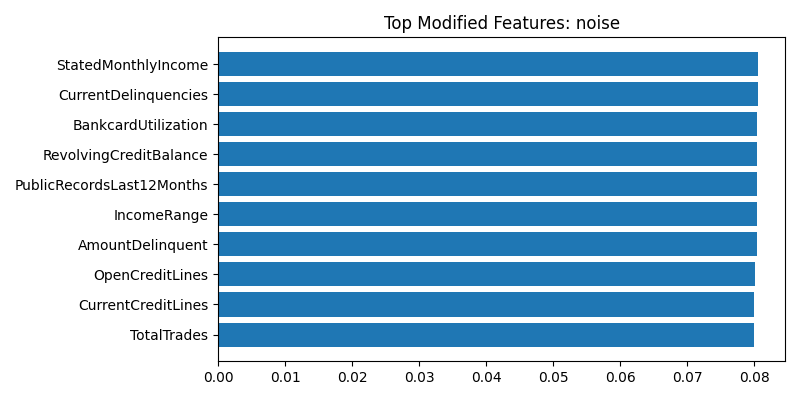 Top Modified Features: noise
StatedMonthlyIncome
CurrentDelinquencies
BankcardUtilization
RevolvingCreditBalance
PublicRecordsLast12Months
IncomeRange
AmountDelinquent
OpenCreditLines
CurrentCreditLines
TotalTrades
0.00 0.01 0.02 0.03 0.04 0.05 0.06 0.07 0.08